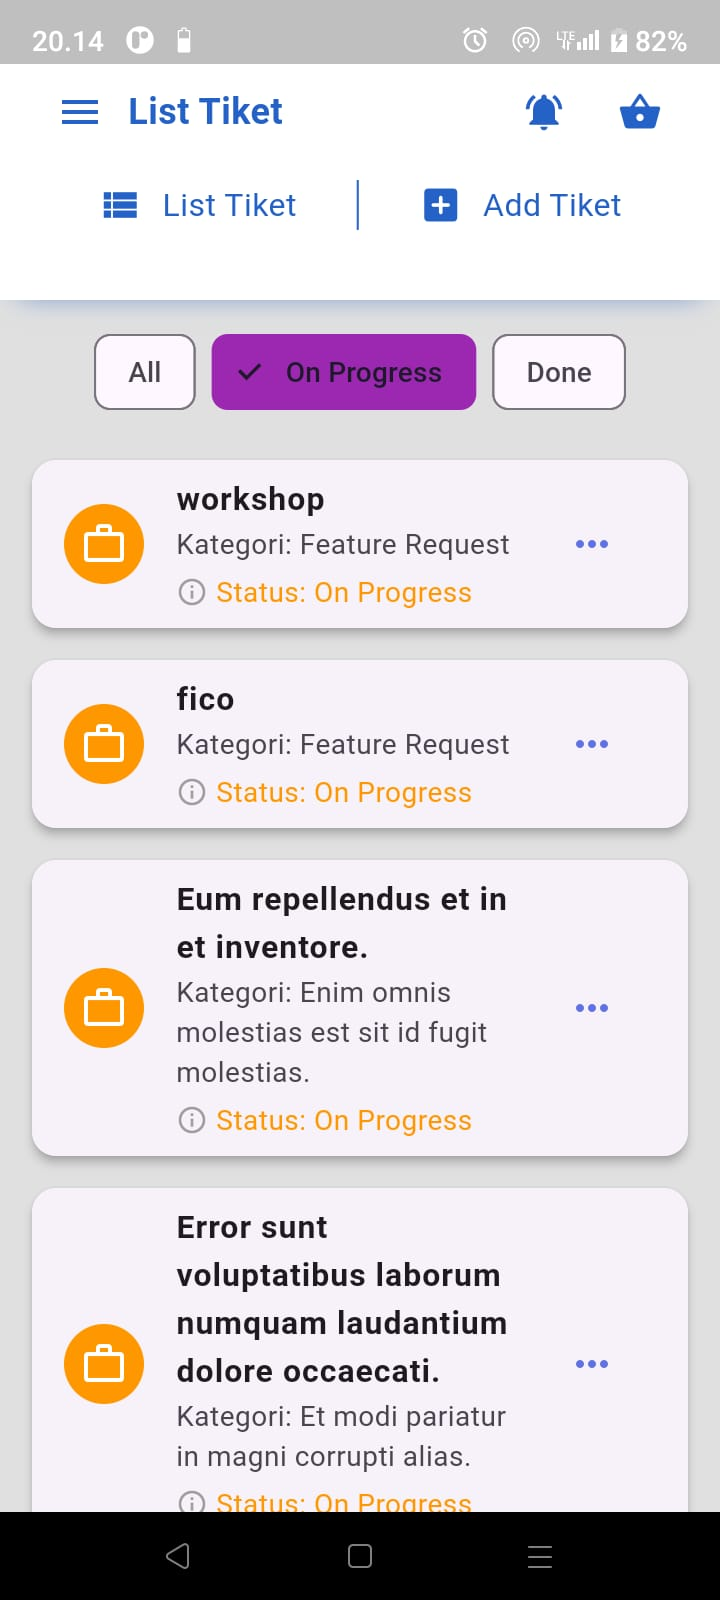 20.14 LTE 82%
List Tiket
List Tiket
Add Tiket
All
On Progress
Done
workshop
Kategori: Feature Request
Status: On Progress
fico
Kategori: Feature Request
Status: On Progress
Eum repellendus et in
et inventore.
Kategori: Enim omnis
molestias est sit id fugit
molestias.
Status: On Progress
Error sunt
voluptatibus laborum
numquam laudantium
dolore occaecati.
Kategori: Et modi pariatur
in magni corrupti alias.
Status: On Progress